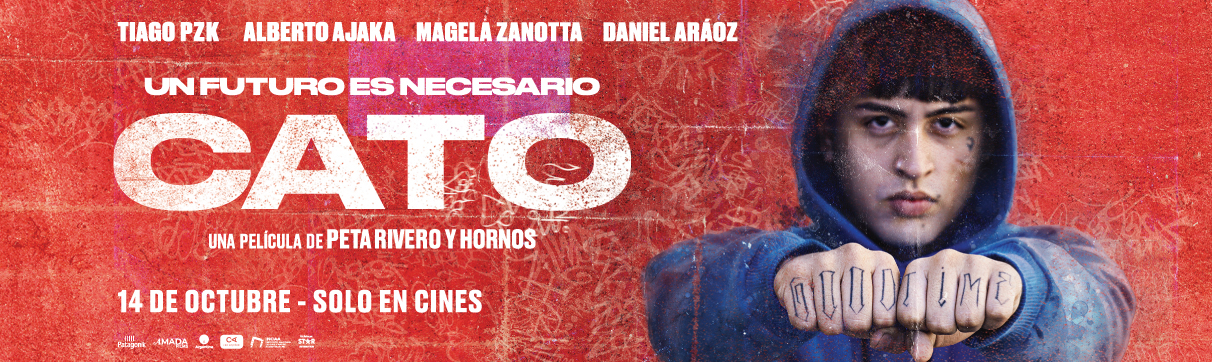 TIAGO PZK ALBERTO AJAKA MAGELA ZANOTTA DANIEL ARÁOZ
UN FUTURO ES NECESARIO
CATO
UNA PELÍCULA DE PETA RIVERO Y HORNOS
14 DE OCTUBRE - SOLO EN CINES
Patagonik